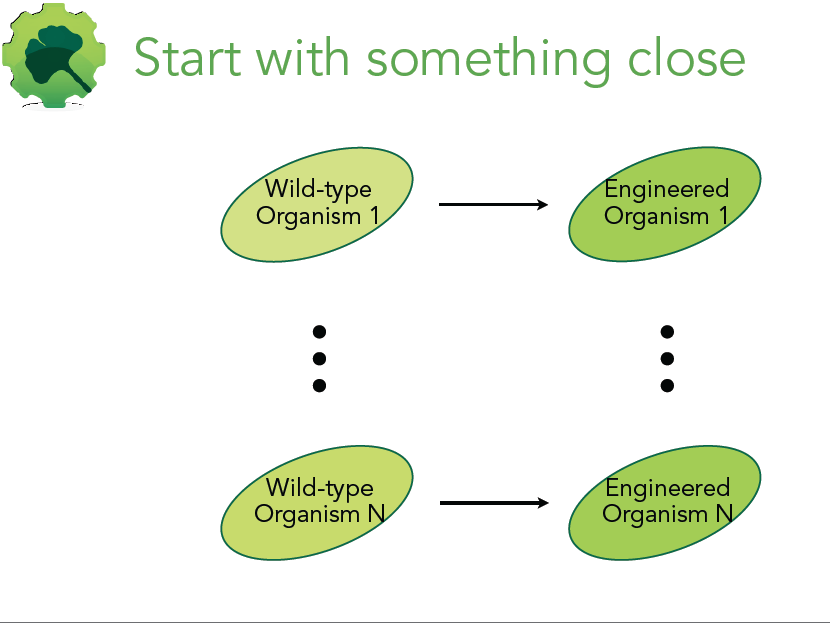 Start with something close
Wild-type
Organism 1
Engineered
Organism 1
Wild-type
Organism N
Engineered
Organism N